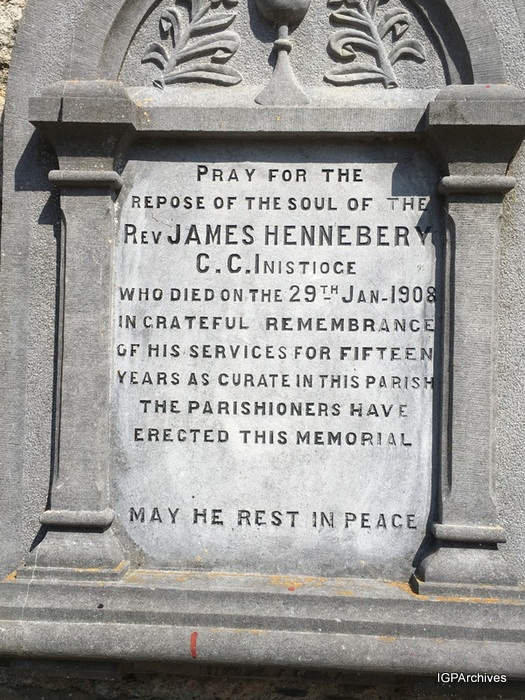 PRAY FOR THE
REPOSE OF THE SOUL OF THE
REV JAMES HENNEBERY
C.C. INISTIOGE
WHO DIED ON THE 29TH JAN-1908
IN GRATEFUL REMEMBRANCE
OF HIS SERVICES FOR FIFTEEN
YEARS AS CURATE IN THIS PARISH
THE PARISHIONERS HAVE
ERECTED THIS MEMORIAL
MAY HE REST IN PEACE
IGPArchives